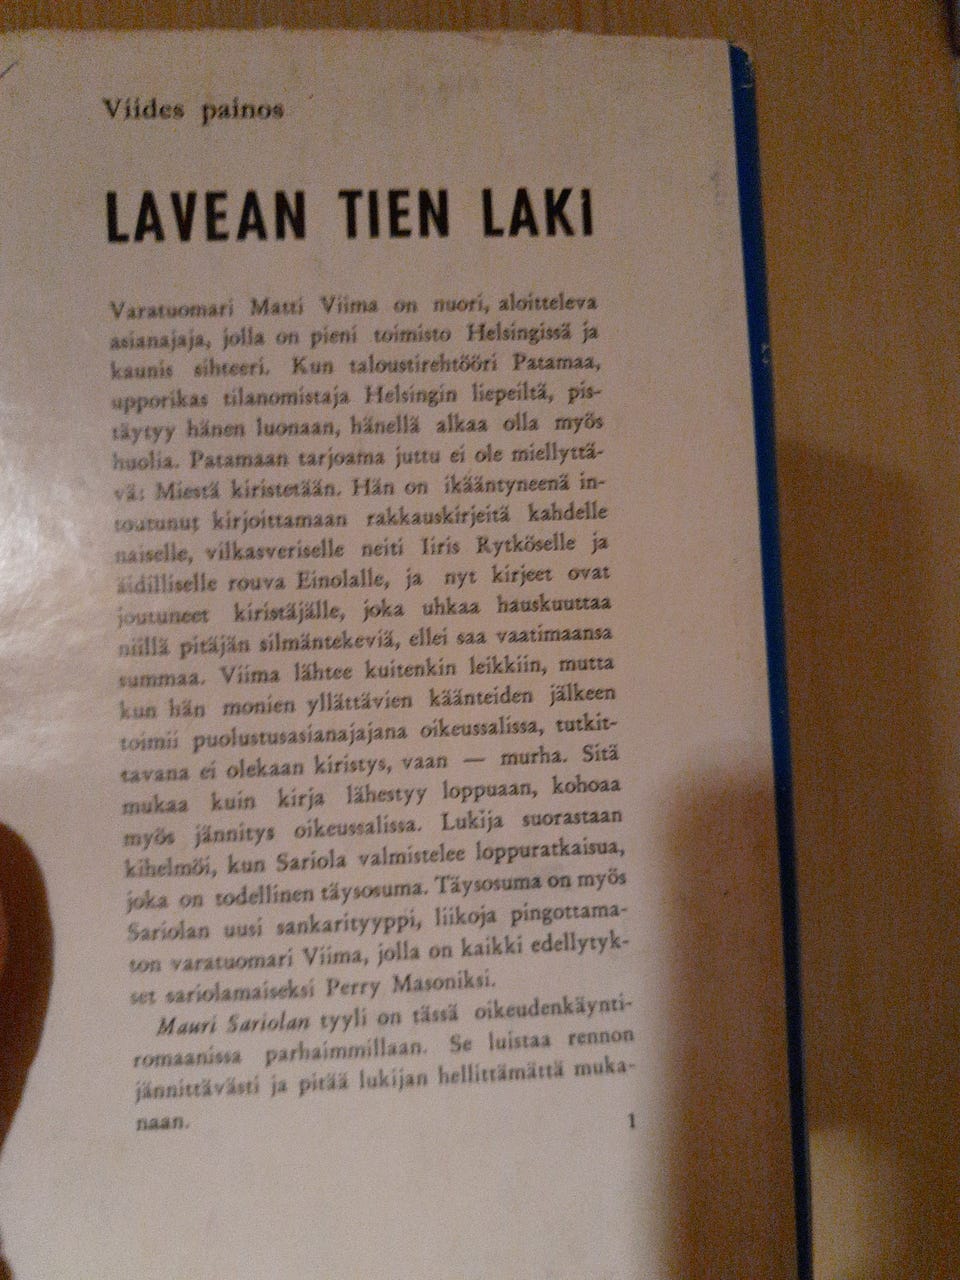 Viides painos
LAVEAN TIEN LAKI
Varatuomari Matti Viima on nuori, aloitteleva
asianajaja, jolla on pieni toimisto Helsingissä ja
kaunis sihteeri. Kun taloustirehtööri Patamaa,
upporikas tilanomistaja Helsingin liepeiltä, pis-
täytyy hänen luonaan, hänellä alkaa olla myös
huolia. Patamaan tarjoama juttu ei ole miellyttä-
vä: Miestä kiristetään. Hän on ikääntyneenä in-
toutunut kirjoittamaan rakkauskirjeitä kahdelle
naiselle, vilkasveriselle neiti Iiris Rytköselle ja
äidilliselle rouva Einolalle, ja nyt kirjeet ovat
joutuneet kiristäjälle, joka uhkaa hauskuuttaa
niillä pitäjän silmäntekeviä, ellei saa vaatimaansa
summaa. Viima lähtee kuitenkin leikkiin, mutta
kun hän monien yllättävien käänteiden jälkeen
toimii puolustusasianajajana oikeussalissa, tutkit-
tavana ei olekaan kiristys, vaan — murha. Sitä
mukaa kuin kirja lähestyy loppuaan, kohoaa
myös jännitys oikeussalissa. Lukija suorastaan
kihelmöi, kun Sariola valmistelee loppuratkaisua,
joka on todellinen täysosuma. Täysosuma on myös
Sariolan uusi sankarityyppi, liikoja pingottama-
ton varatuomari Viima, jolla on kaikki edellytyk-
set sariolamaiseksi Perry Masoniksi.
Mauri Sariolan tyyli on tässä oikeudenkäynti-
romaanissa parhaimmillaan. Se luistaa rennon
jännittävästi ja pitää lukijan hellittämättä muka-
naan.
1